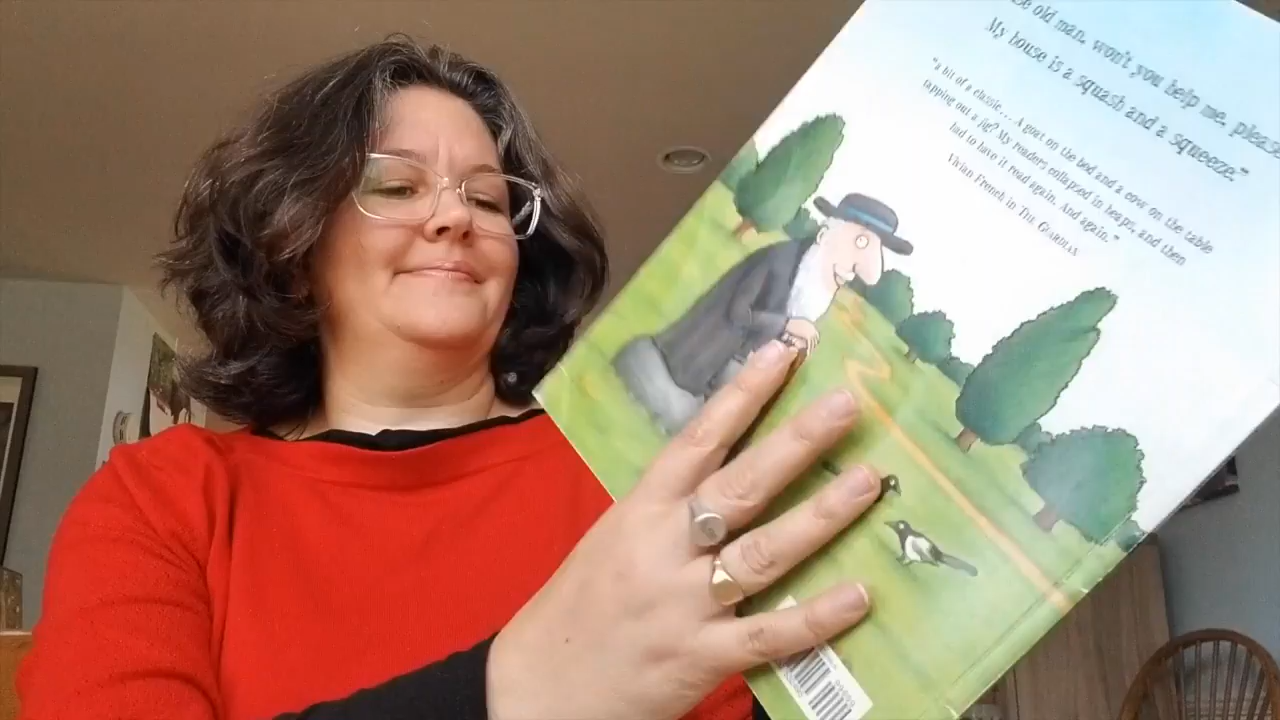 old man, won't you help me, please
My house is a squash and a squeeze."
"a bit of a classic . . . A goat on the bed and a cow on the table
tapping out a jig? My readers collapsed in heaps, and then
had to have it read again. And again."
Vivian French in THE GUARDIAN